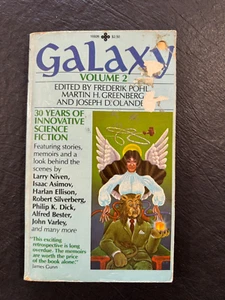 Galaxy
VOLUME 2
EDITED BY FREDERIK POHL,
MARTIN H. GREENBERG
AND JOSEPH D. OLANDER
30 YEARS OF
INNOVATIVE
SCIENCE
FICTION
Featuring stories,
memoirs and a
look behind the
scenes by
Larry Niven,
Isaac Asimov,
Harlan Ellison,
Robert Silverberg,
Philip K. Dick,
Alfred Bester,
John Varley,
and many more
"This exciting
retrospective is long
overdue. The memoirs
are worth the price
of the book alone."
James Gunn